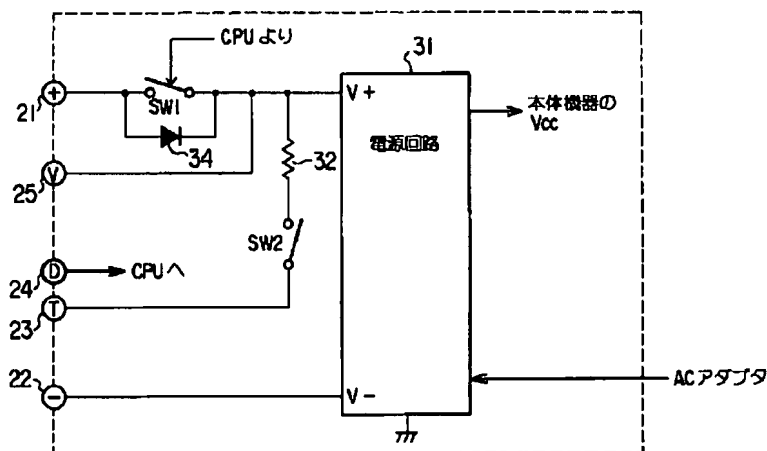 CPUより
31
+
21
SW1
V+
本体機器の
Vcc
34
32
電源回路
V
25
SW2
D
CPUへ
24
T
23
22
ACアダプタ
−
V−